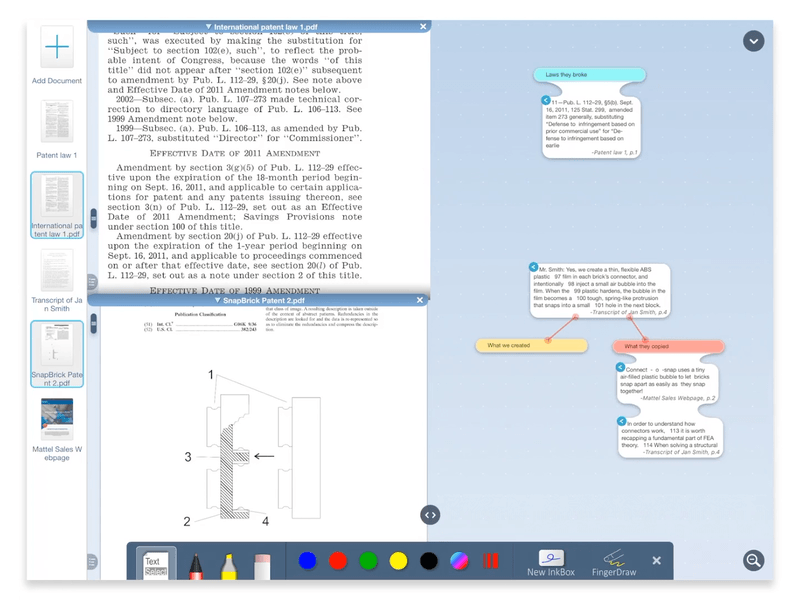 Add Document
Patent law 1
International pa
tent law 1.pdf
Transcript of Ja
n Smith
SnapBrick Pate
nt 2.pdf
Mattel Sales W
ebpage
International patent law 1.pdf
such", was executed by making the substitution for
"Subject to section 102(e), such", to reflect the prob-
able intent of Congress, because the words "of this
title" did not appear after "section 102(e)" subsequent
to amendment by Pub. L. 112–29, §20(j). See note above
and Effective Date of 2011 Amendment notes below.
2002—Subsec. (a). Pub. L. 107–273 made technical cor-
rection to directory language of Pub. L. 106–113. See
1999 Amendment note below.
1999—Subsec. (a). Pub. L. 106–113, as amended by Pub.
L. 107–273, substituted "Director" for "Commissioner".
EFFECTIVE DATE OF 2011 AMENDMENT
Amendment by section 3(g)(5) of Pub. L. 112–29 effec-
tive upon the expiration of the 18-month period begin-
ning on Sept. 16, 2011, and applicable to certain applica-
tions for patent and any patents issuing thereon, see
section 3(n) of Pub. L. 112–29, set out as an Effective
Date of 2011 Amendment; Savings Provisions note
under section 100 of this title.
Amendment by section 20(j) of Pub. L. 112–29 effective
upon the expiration of the 1-year period beginning on
Sept. 16, 2011, and applicable to proceedings commenced
on or after that effective date, see section 20(l) of Pub.
L. 112–29, set out as a note under section 2 of this title.
EFFECTIVE DATE OF 1999 AMENDMENT
SnapBrick Patent 2.pdf
Publication Classification
(51) Int. Cl.
(52) U.S. Cl. 382/243
1
3
2
4
Laws they broke
11—Pub. L. 112–29, §5(b), Sept.
16, 2011, 125 Stat. 299, amended
item 273 generally, substituting
"Defense to infringement based on
prior commercial use" for "De-
fense to infringement based on
earlie
-Patent law 1, p.1
Mr. Smith: Yes, we create a thin, flexible ABS
plastic 97 film in each brick's connector, and
intentionally 98 inject a small air bubble into the
film. When the 99 plastic hardens, the bubble in the
film becomes a 100 tough, spring-like protrusion
that snaps into a small 101 hole in the next block.
-Transcript of Jan Smith, p.4
What we created
What they copied
Connect - o -snap uses a tiny
air-filled plastic bubble to let bricks
snap apart as easily as they snap
together!
-Mattel Sales Webpage, p.2
In order to understand how
connectors work, 113 it is worth
recapping a fundamental part of FEA
theory. 114 When solving a structural
-Transcript of Jan Smith, p.4
Text
Select
New InkBox
FingerDraw